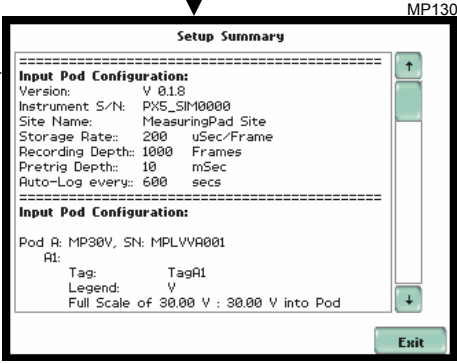 MP130
Setup Summary
==========================================
Input Pod Configuration:
Version: V 0.1.8
Instrument S/N: PX5_SIM0000
Site Name: MeasuringPad Site
Storage Rate:: 200 uSec/Frame
Recording Depth:: 1000 Frames
Pretrig Depth:: 10 mSec
Auto-Log every:: 600 secs
==========================================
Input Pod Configuration:
Pod A: MP30V, SN: MPLVVA001
A1:
Tag: TagA1
Legend: V
Full Scale of 30.00 V : 30.00 V into Pod
Exit